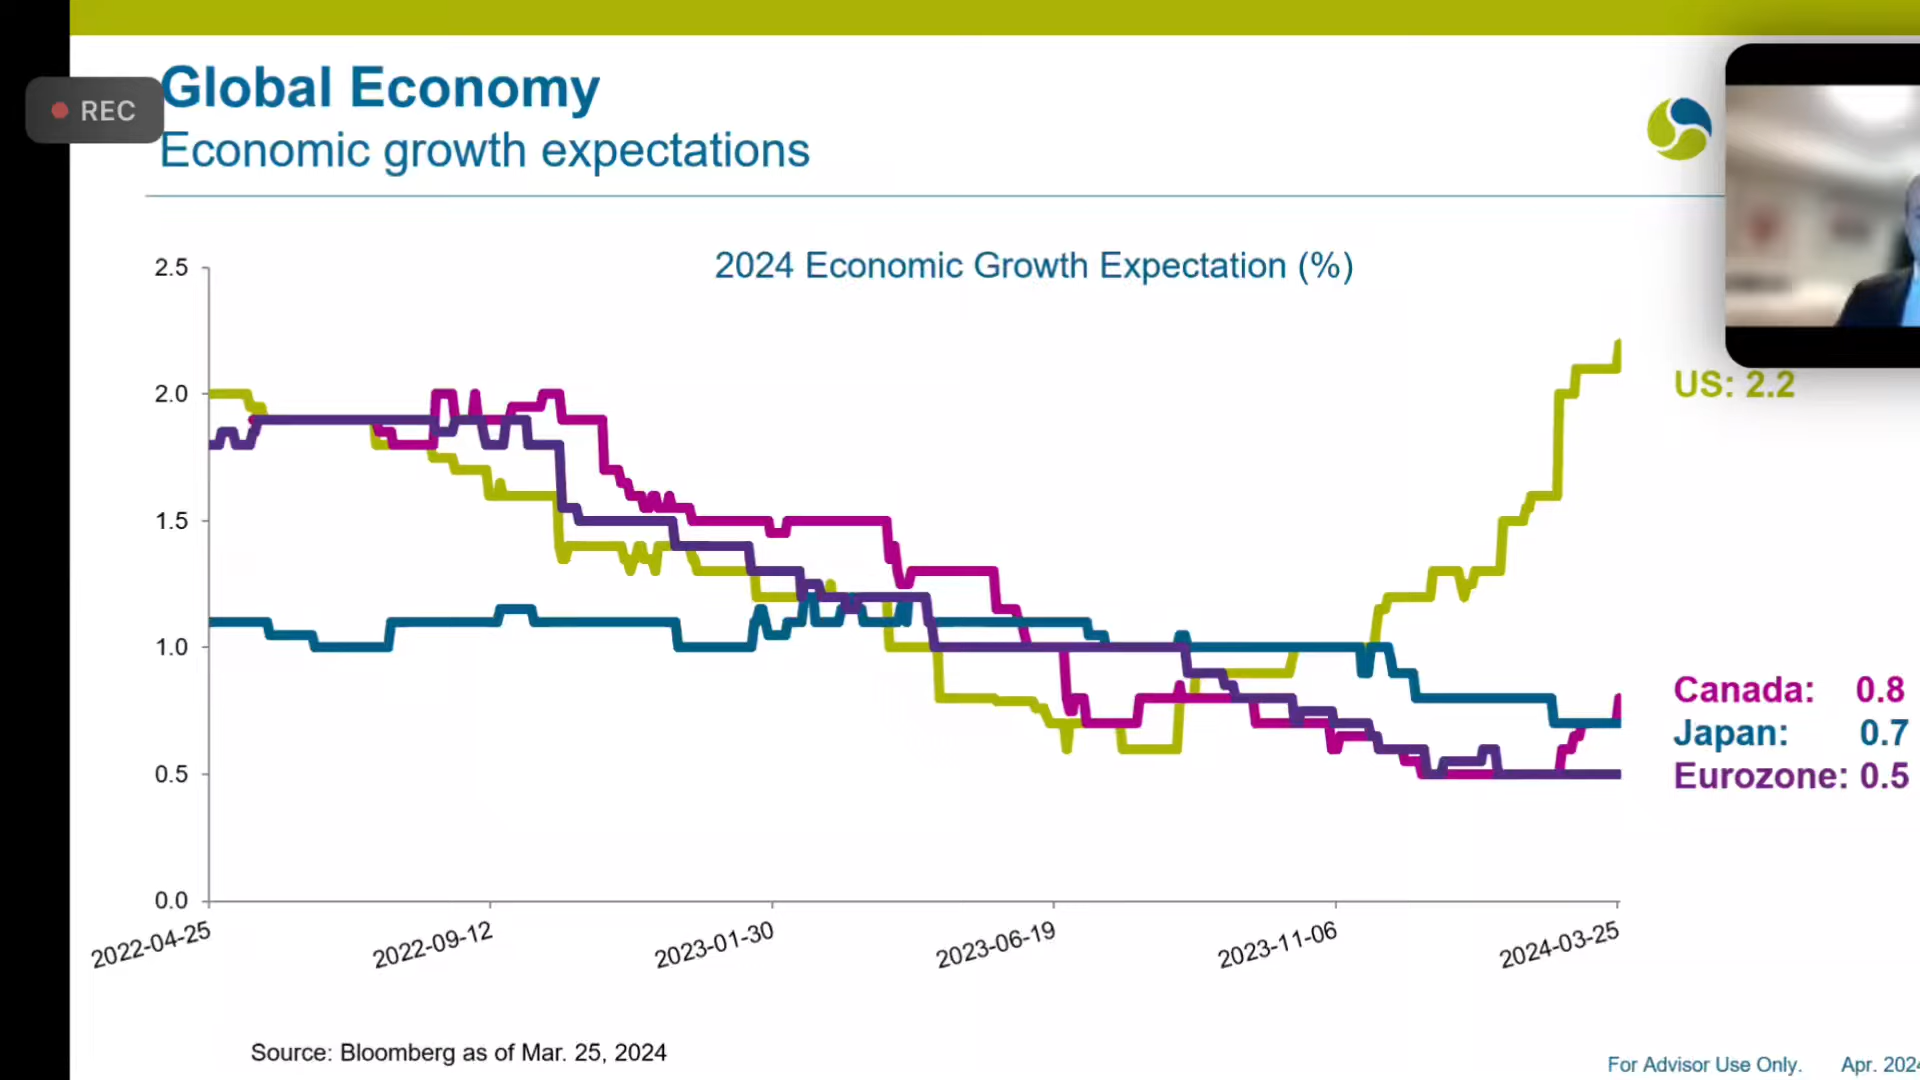 REC
Global Economy
Economic growth expectations
2024 Economic Growth Expectation (%)
2.5
2.0
1.5
1.0
0.5
0.0
US: 2.2
Canada: 0.8
Japan: 0.7
Eurozone: 0.5
2022-04-25 2022-09-12 2023-01-30 2023-06-19 2023-11-06 2024-03-25
Source: Bloomberg as of Mar. 25, 2024
For Advisor Use Only. Apr. 202